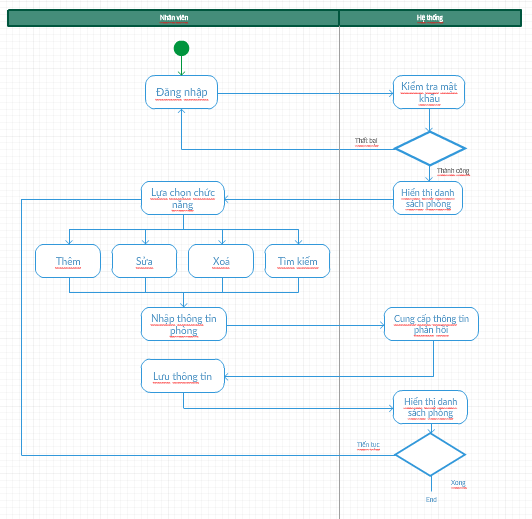 Nhân viên
Hệ thống
Đăng nhập
Kiểm tra mật
khẩu
Thất bại
Thành công
Lựa chọn chức
năng
Hiển thị danh
sách phòng
Thêm
Sửa
Xoá
Tìm kiếm
Nhập thông tin
phòng
Cung cấp thông tin
phản hồi
Lưu thông tin
Hiển thị danh
sách phòng
Tiến tục
Xong
End